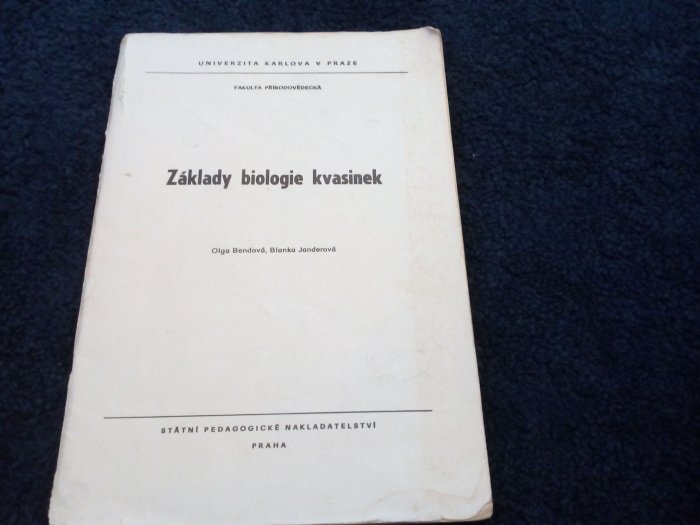 UNIVERZITA KARLOVA V PRAZE
FAKULTA PŘÍRODOVĚDECKÁ
Základy biologie kvasinek
Olga Bendová, Blanka Janderová
STÁTNÍ PEDAGOGICKÉ NAKLADATELSTVÍ
PRAHA